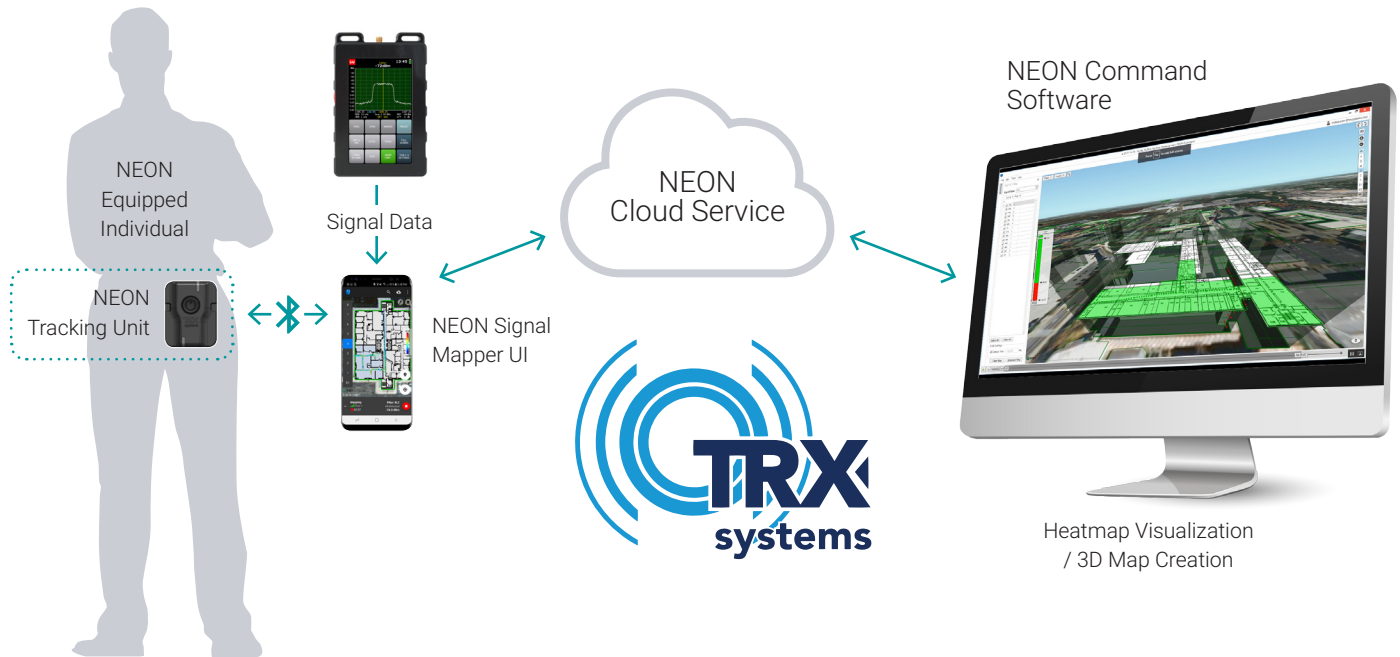 NEON
Equipped
Individual
NEON
Tracking Unit
Signal Data
NEON Signal
Mapper UI
NEON
Cloud Service
TRX
systems
NEON Command
Software
Heatmap Visualization
/ 3D Map Creation